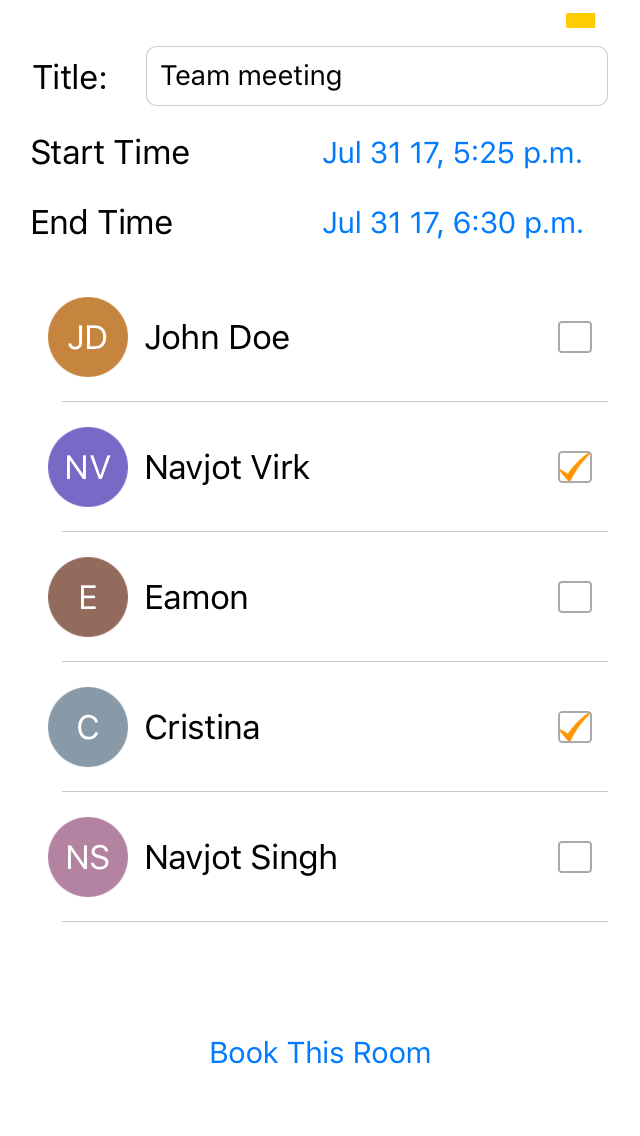 Title: Team meeting
Start Time Jul 31 17, 5:25 p.m.
End Time Jul 31 17, 6:30 p.m.
JD John Doe
NV Navjot Virk
E Eamon
C Cristina
NS Navjot Singh
Book This Room